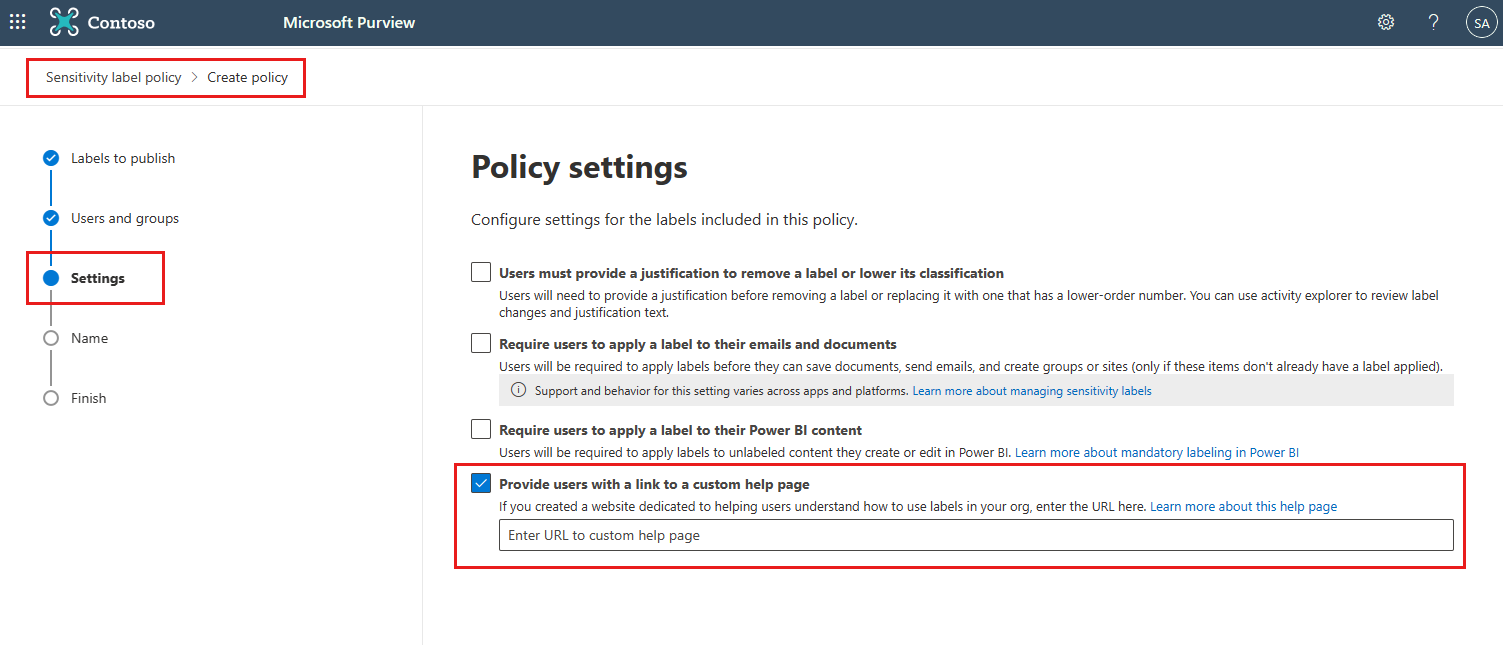 Contoso
Microsoft Purview
?
SA
Sensitivity label policy > Create policy
Labels to publish
Users and groups
Settings
Name
Finish
Policy settings
Configure settings for the labels included in this policy.
Users must provide a justification to remove a label or lower its classification
Users will need to provide a justification before removing a label or replacing it with one that has a lower-order number. You can use activity explorer to review label
changes and justification text.
Require users to apply a label to their emails and documents
Users will be required to apply labels before they can save documents, send emails, and create groups or sites (only if these items don't already have a label applied).
Support and behavior for this setting varies across apps and platforms. Learn more about managing sensitivity labels
Require users to apply a label to their Power BI content
Users will be required to apply labels to unlabeled content they create or edit in Power BI. Learn more about mandatory labeling in Power BI
Provide users with a link to a custom help page
If you created a website dedicated to helping users understand how to use labels in your org, enter the URL here. Learn more about this help page
Enter URL to custom help page